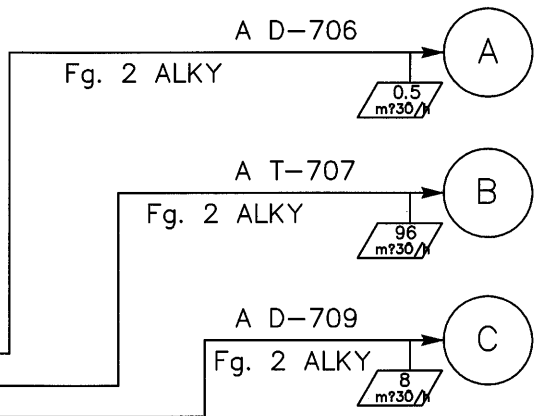 A D-706
A
Fg. 2 ALKY
0.5
m?30/h
A T-707
B
Fg. 2 ALKY
96
m?30/h
A D-709
C
Fg. 2 ALKY
8
m?30/h